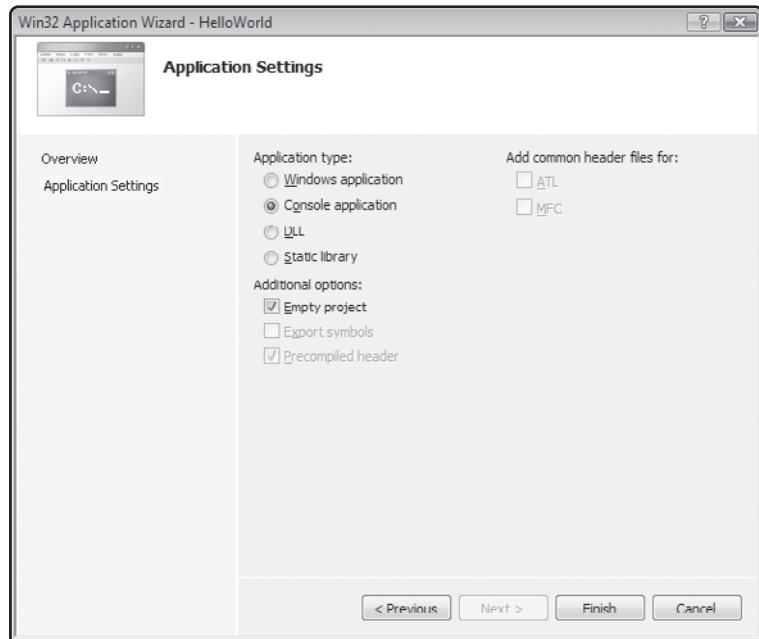 Win32 Application Wizard - HelloWorld
C:\_
Application Settings
Overview
Application Settings
Application type:
Windows application
Console application
DLL
Static library
Additional options:
Empty project
Export symbols
Precompiled header
Add common header files for:
ATL
MFC
< Previous
Next >
Finish
Cancel